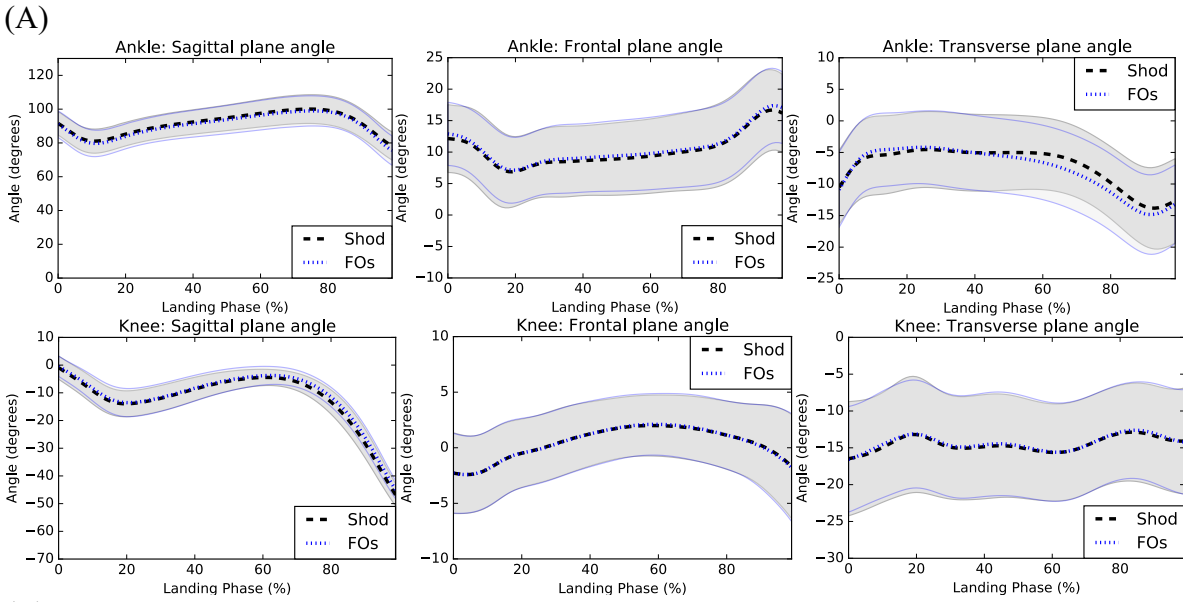 (A)
Ankle: Sagittal plane angle
Angle (degrees)
120
100
80
60
40
20
0
Shod
FOs
0 20 40 60 80
Landing Phase (%)
Ankle: Frontal plane angle
Angle (degrees)
25
20
15
10
5
0
−5
−10
Shod
FOs
0 20 40 60 80
Landing Phase (%)
Ankle: Transverse plane angle
Angle (degrees)
−10
5
0
−5
−10
−15
−20
−25
Shod
FOs
0 20 40 60 80
Landing Phase (%)
Knee: Sagittal plane angle
Angle (degrees)
10
0
−10
−20
−30
−40
−50
−60
−70
Shod
FOs
0 20 40 60 80
Landing Phase (%)
Knee: Frontal plane angle
Angle (degrees)
10
5
0
−5
−10
Shod
FOs
0 20 40 60 80
Landing Phase (%)
Knee: Transverse plane angle
Angle (degrees)
0
−5
−10
−15
−20
−25
−30
Shod
FOs
0 20 40 60 80
Landing Phase (%)